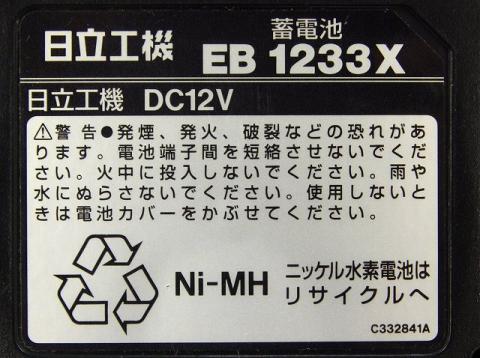 日立工機 蓄電池 EB 1233X
日立工機 DC12V
⚠警告●発煙、発火、破裂などの恐れがあ
ります。電池端子間を短絡させないでくだ
さい。火中に投入しないでください。雨や
水にぬらさないでください。使用しないと
きは電池カバーをかぶせてください。
Ni-MH
ニッケル水素電池は
リサイクルへ
C332841A